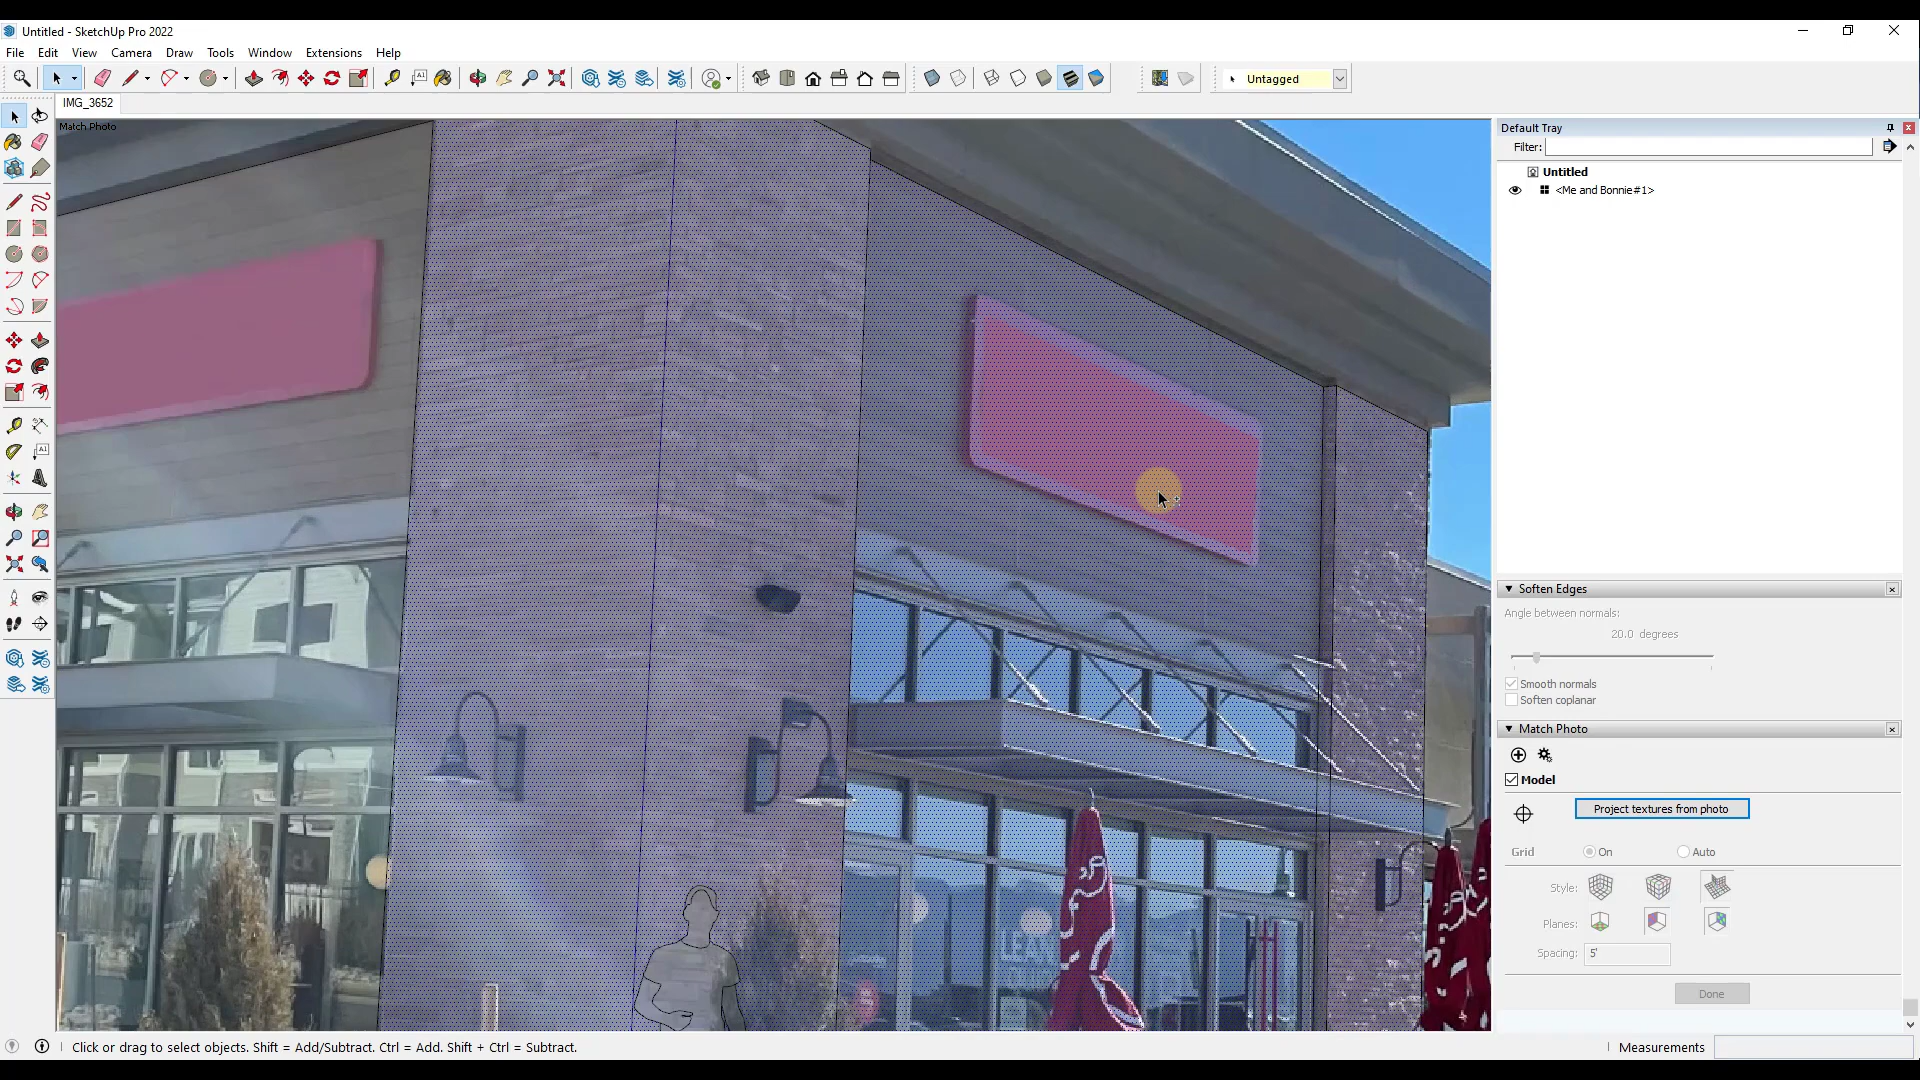 Untitled - SketchUp Pro 2022
File Edit View Camera Draw Tools Window Extensions Help
Untagged
IMG_3652
Match Photo
Default Tray
Filter:
Untitled
<Me and Bonnie#1>
Soften Edges
Angle between normals:
20.0 degrees
Smooth normals
Soften coplanar
Match Photo
Model
Project textures from photo
Grid On Auto
Style:
Planes:
Spacing: 5'
Done
LEAN
Click or drag to select objects. Shift = Add/Subtract. Ctrl = Add. Shift + Ctrl = Subtract.
Measurements